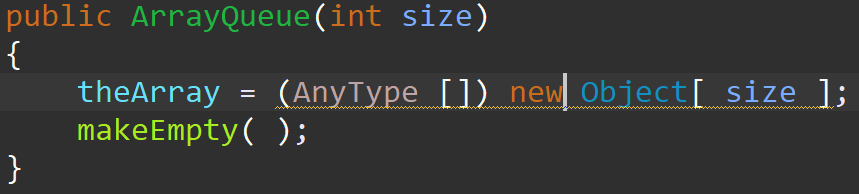 public ArrayQueue(int size)
{
    theArray = (AnyType []) new Object[ size ];
    makeEmpty( );
}